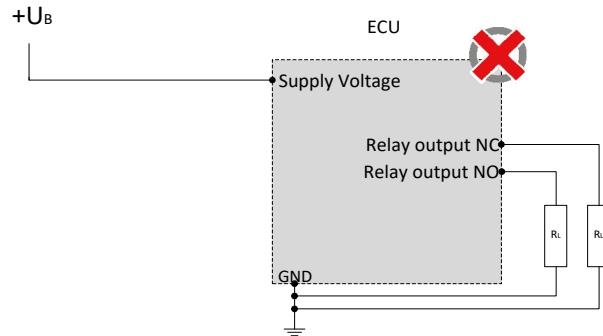 +UB
ECU
Supply Voltage
Relay output NC
Relay output NO
RL
RL
GND